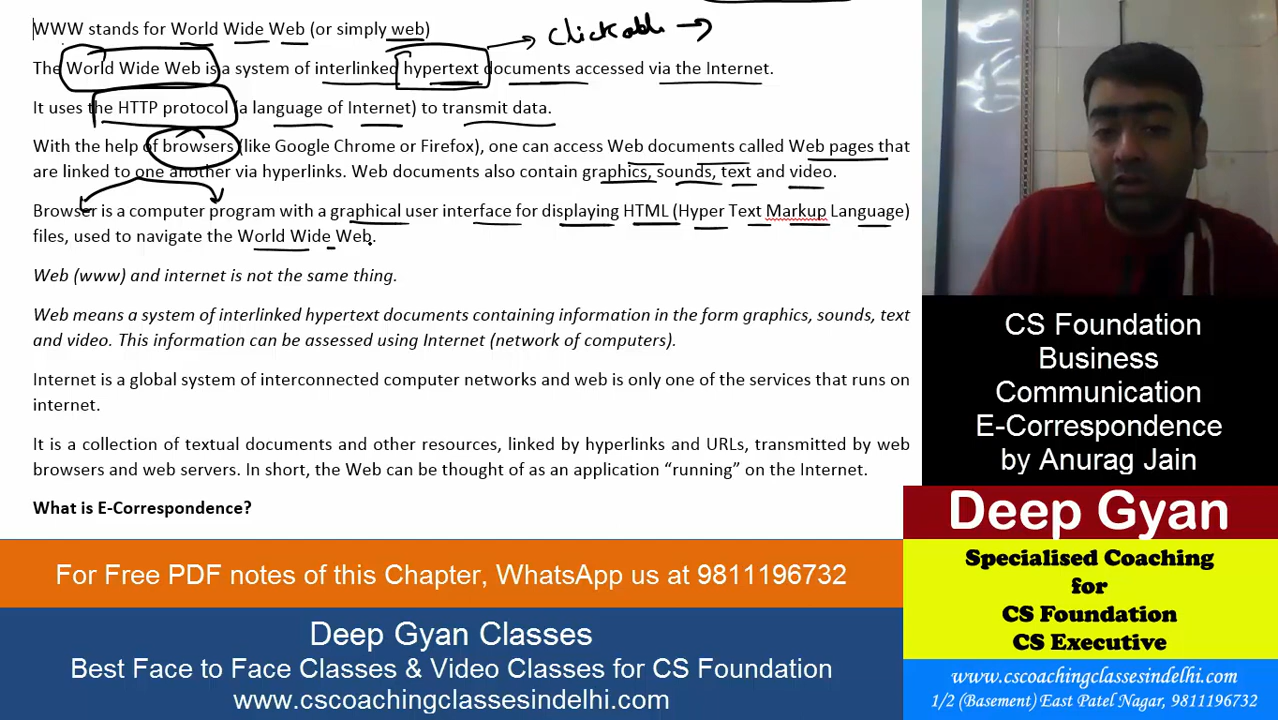 WWW stands for World Wide Web (or simply web)
clickable
The World Wide Web is a system of interlinked hypertext documents accessed via the Internet.
It uses the HTTP protocol (a language of Internet) to transmit data.
With the help of browsers (like Google Chrome or Firefox), one can access Web documents called Web pages that
are linked to one another via hyperlinks. Web documents also contain graphics, sounds, text and video.
Browser is a computer program with a graphical user interface for displaying HTML (Hyper Text Markup Language)
files, used to navigate the World Wide Web.
Web (www) and internet is not the same thing.
Web means a system of interlinked hypertext documents containing information in the form graphics, sounds, text
and video. This information can be assessed using Internet (network of computers).
Internet is a global system of interconnected computer networks and web is only one of the services that runs on
internet.
It is a collection of textual documents and other resources, linked by hyperlinks and URLs, transmitted by web
browsers and web servers. In short, the Web can be thought of as an application “running” on the Internet.
What is E-Correspondence?
CS Foundation
Business
Communication
E-Correspondence
by Anurag Jain
Deep Gyan
Specialised Coaching
for
CS Foundation
CS Executive
www.cscoachingclassesindelhi.com
1/2 (Basement) East Patel Nagar, 9811196732
For Free PDF notes of this Chapter, WhatsApp us at 9811196732
Deep Gyan Classes
Best Face to Face Classes & Video Classes for CS Foundation
www.cscoachingclassesindelhi.com